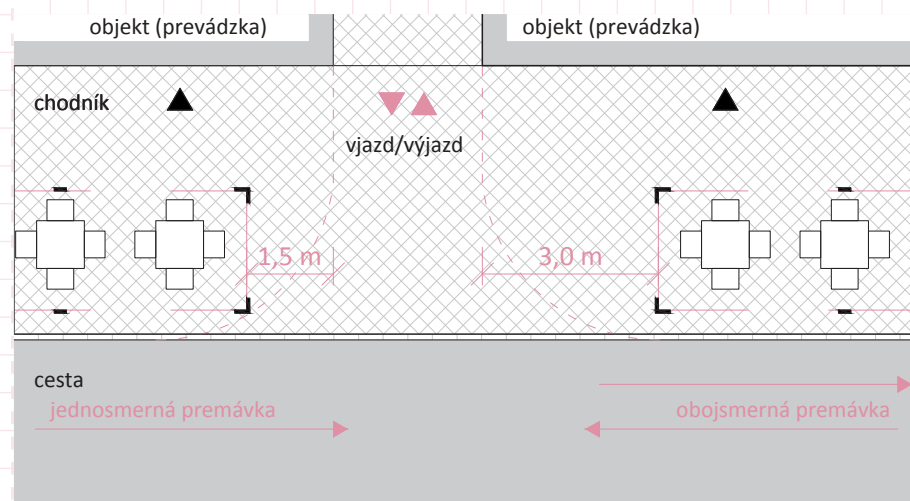 objekt (prevádzka)
objekt (prevádzka)
chodník
vjazd/výjazd
1,5 m
3,0 m
cesta
jednosmerná premávka
obojsmerná premávka